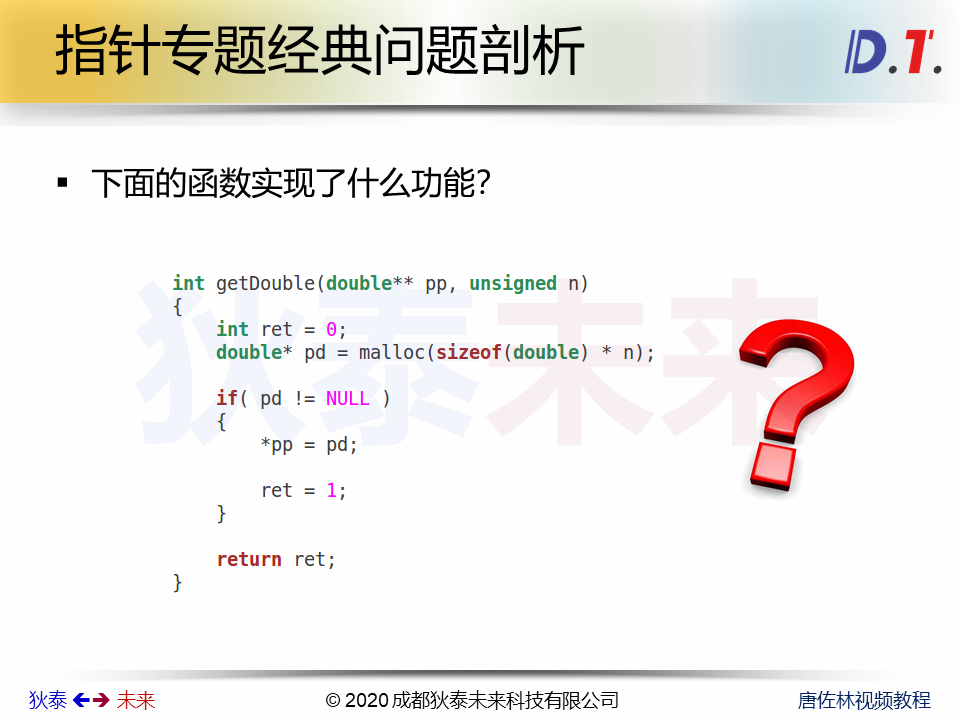 指针专题经典问题剖析
D.T.
▪ 下面的函数实现了什么功能？
狄泰未来
int getDouble(double** pp, unsigned n)
{
    int ret = 0;
    double* pd = malloc(sizeof(double) * n);
    if( pd != NULL )
    {
        *pp = pd;
        ret = 1;
    }
    return ret;
}
狄泰 未来
© 2020 成都狄泰未来科技有限公司
唐佐林视频教程